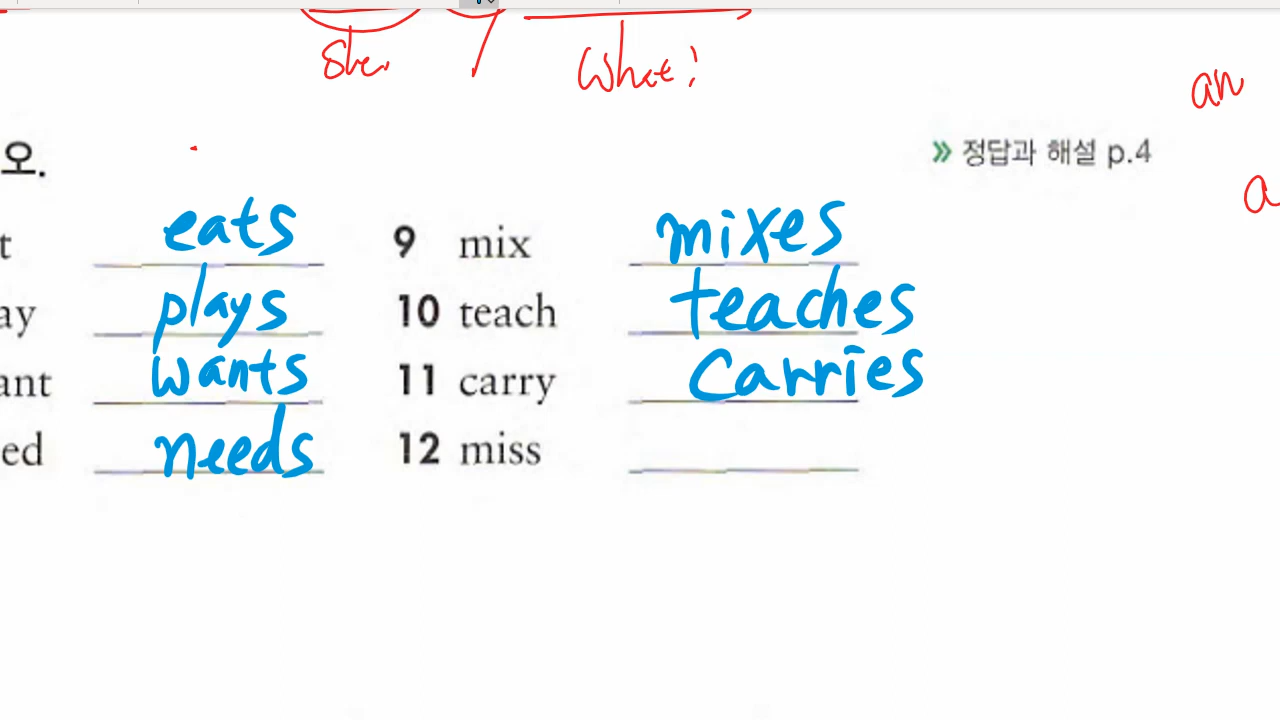 She,
What?
an
오.
» 정답과 해설 p.4
a
t eats 9 mix mixes
ay plays 10 teach teaches
ant wants 11 carry carries
ed needs 12 miss